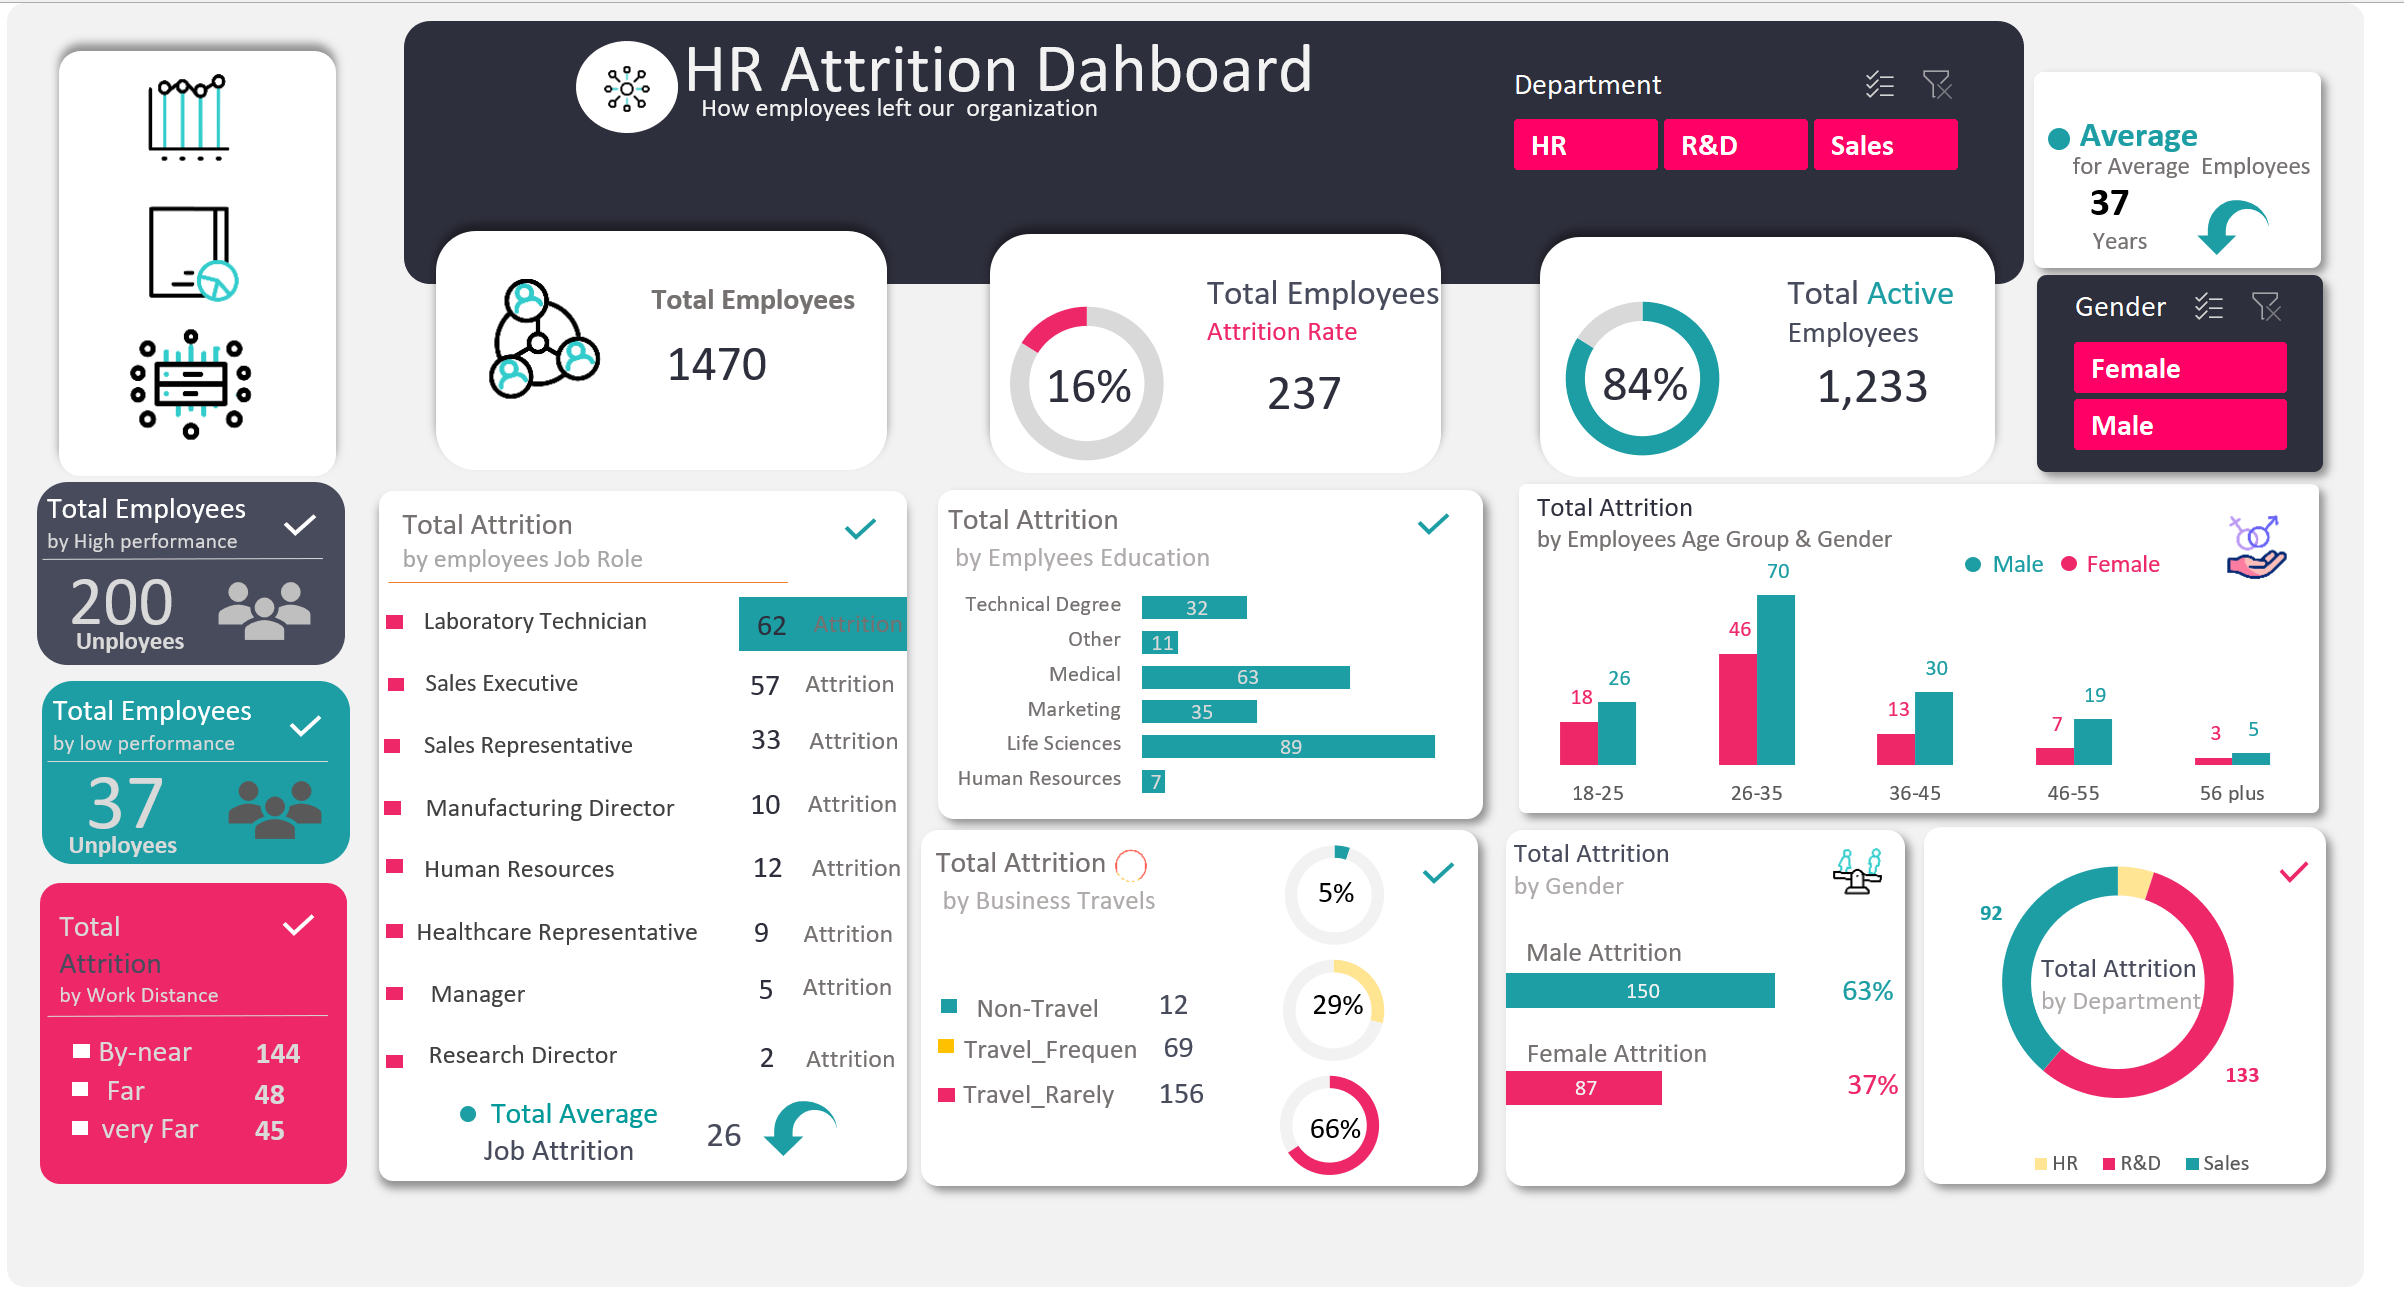 HR Attrition Dahboard
How employees left our organization
Department
HR
R&D
Sales
Average
for Average Employees
37
Years
Gender
Female
Male
Total Employees
1470
Total Employees
Attrition Rate
16%
237
Total Active
Employees
84%
1,233
Total Employees
by High performance
200
Unployees
Total Employees
by low performance
37
Unployees
Total
Attrition
by Work Distance
By-near 144
Far 48
very Far 45
Total Attrition
by employees Job Role
Laboratory Technician 62 Attrition
Sales Executive 57 Attrition
Sales Representative 33 Attrition
Manufacturing Director 10 Attrition
Human Resources 12 Attrition
Healthcare Representative 9 Attrition
Manager 5 Attrition
Research Director 2 Attrition
Total Average
Job Attrition
26
Total Attrition
by Emplyees Education
Technical Degree 32
Other 11
Medical 63
Marketing 35
Life Sciences 89
Human Resources 7
Total Attrition
by Employees Age Group & Gender
Male Female
18 26 46 70 13 30 7 19 3 5
18-25 26-35 36-45 46-55 56 plus
Total Attrition
by Business Travels
5%
29%
66%
Non-Travel 12
Travel_Frequen 69
Travel_Rarely 156
Total Attrition
by Gender
Male Attrition
150 63%
Female Attrition
87 37%
92
Total Attrition
by Department
133
HR R&D Sales